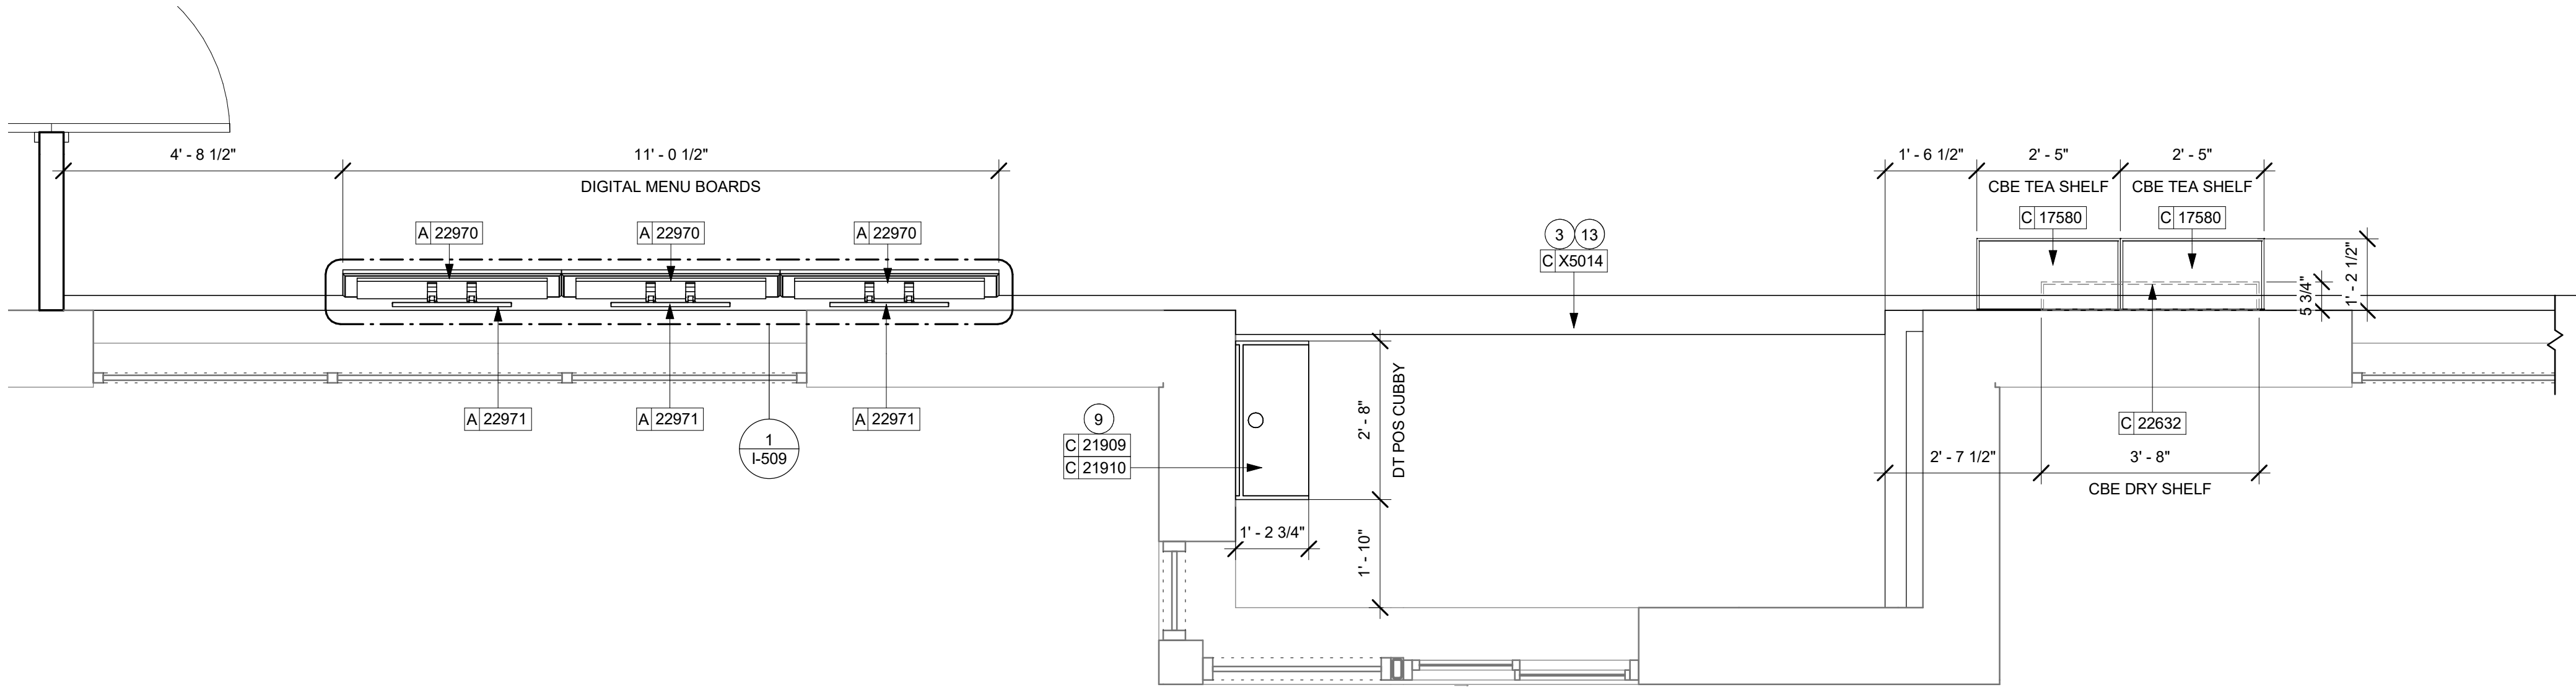 4' - 8 1/2"
11' - 0 1/2"
DIGITAL MENU BOARDS
1' - 6 1/2"
2' - 5"
2' - 5"
CBE TEA SHELF
CBE TEA SHELF
C 17580
C 17580
A 22970
A 22970
A 22970
3 13
C X5014
5 3/4"
1' - 2 1/2"
A 22971
A 22971
A 22971
1
I-509
9
C 21909
C 21910
2' - 8"
DT POS CUBBY
1' - 2 3/4"
1' - 10"
C 22632
2' - 7 1/2"
3' - 8"
CBE DRY SHELF